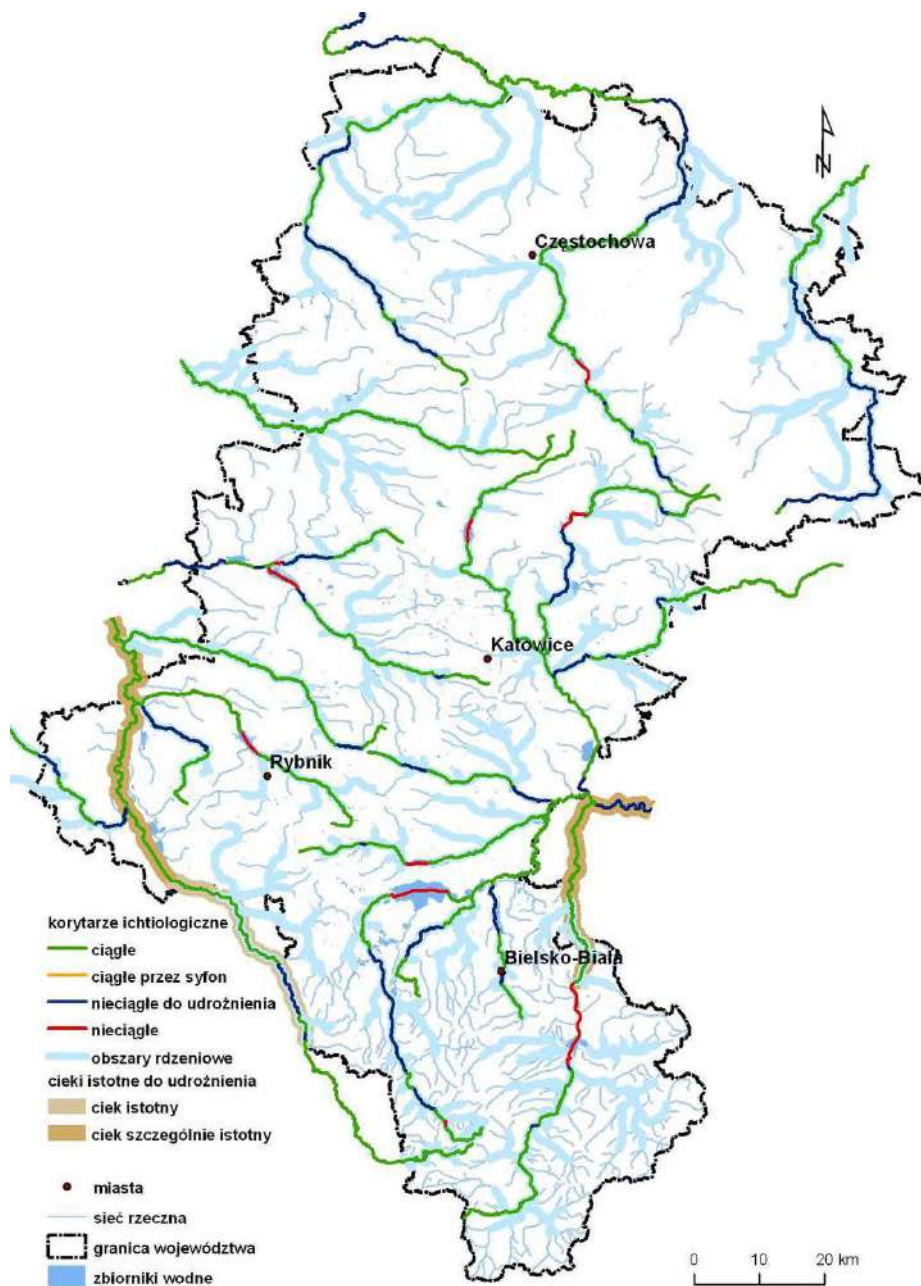 N
Częstochowa
Katowice
Rybnik
Bielsko-Biała
korytarze ichtiologiczne
ciągłe
ciągłe przez syfon
nieciągłe do udrożnienia
nieciągłe
obszary rdzeniowe
cieki istotne do udrożnienia
ciek istotny
ciek szczególnie istotny
miasta
sieć rzeczna
granica województwa
zbiorniki wodne
0 10 20 km